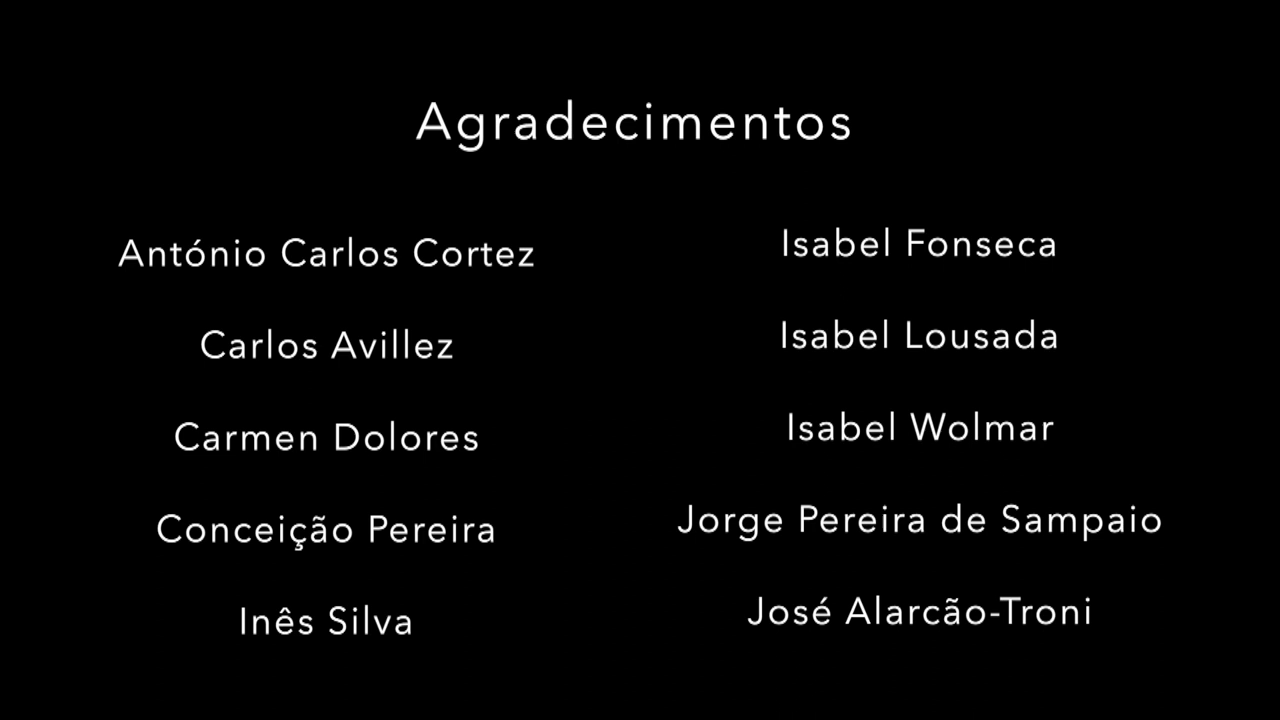 Agradecimentos
António Carlos Cortez
Carlos Avillez
Carmen Dolores
Conceição Pereira
Inês Silva
Isabel Fonseca
Isabel Lousada
Isabel Wolmar
Jorge Pereira de Sampaio
José Alarcão-Troni